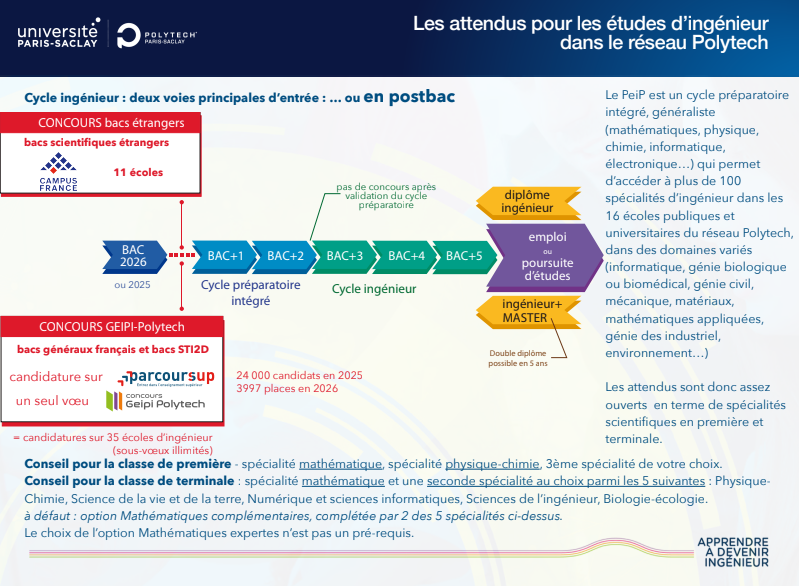 université
PARIS-SACLAY
POLYTECH
PARIS-SACLAY
Les attendus pour les études d'ingénieur
dans le réseau Polytech
Cycle ingénieur : deux voies principales d'entrée : ... ou en postbac
CONCOURS bacs étrangers
bacs scientifiques étrangers
CAMPUS
FRANCE
11 écoles
pas de concours après
validation du cycle
préparatoire
BAC
2026
ou 2025
BAC+1
BAC+2
BAC+3
BAC+4
BAC+5
Cycle préparatoire
intégré
Cycle ingénieur
diplôme
ingénieur
emploi
ou
poursuite
d'études
ingénieur+
MASTER
Double diplôme
possible en 5 ans
CONCOURS GEIPI-Polytech
bacs généraux français et bacs STI2D
candidature sur
parcoursup
Entrez dans l'enseignement supérieur
un seul vœu
concours
Geipi Polytech
24 000 candidats en 2025
3997 places en 2026
= candidatures sur 35 écoles d'ingénieur
(sous-vœux illimités)
Le PeiP est un cycle préparatoire
intégré, généraliste
(mathématiques, physique,
chimie, informatique,
électronique...) qui permet
d'accéder à plus de 100
spécialités d'ingénieur dans les
16 écoles publiques et
universitaires du réseau Polytech,
dans des domaines variés
(informatique, génie biologique
ou biomédical, génie civil,
mécanique, matériaux,
mathématiques appliquées,
génie des industriel,
environnement...)
Les attendus sont donc assez
ouverts en terme de spécialités
scientifiques en première et
terminale.
Conseil pour la classe de première - spécialité mathématique, spécialité physique-chimie, 3ème spécialité de votre choix.
Conseil pour la classe de terminale : spécialité mathématique et une seconde spécialité au choix parmi les 5 suivantes : Physique-
Chimie, Science de la vie et de la terre, Numérique et sciences informatiques, Sciences de l'ingénieur, Biologie-écologie.
à défaut : option Mathématiques complémentaires, complétée par 2 des 5 spécialités ci-dessus.
Le choix de l'option Mathématiques expertes n'est pas un pré-requis.
APPRENDRE
À DEVENIR
INGÉNIEUR